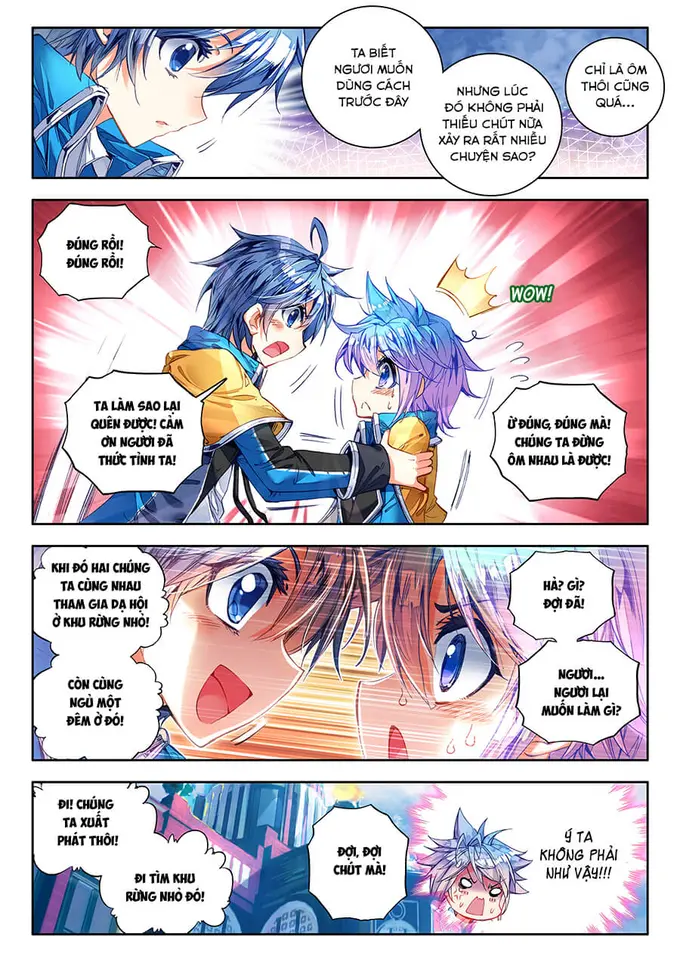 TA BIẾT
NGƯƠI MUỐN
DÙNG CÁCH
TRƯỚC ĐÂY
NHƯNG LÚC
ĐÓ KHÔNG PHẢI
THIẾU CHÚT NỮA
XẢY RA RẤT NHIỀU
CHUYỆN SAO?
CHỈ LÀ ÔM
THÔI CŨNG
QUÁ...
ĐÚNG RỒI!
ĐÚNG RỒI!
WOW!
TA LÀM SAO LẠI
QUÊN ĐƯỢC! CẢM
ƠN NGƯƠI ĐÃ
THỨC TỈNH TA!
Ừ ĐÚNG, ĐÚNG MÀ!
CHÚNG TA ĐỪNG
ÔM NHAU LÀ ĐƯỢC!
KHI ĐÓ HAI CHÚNG
TA CÙNG NHAU
THAM GIA DẠ HỘI
Ở KHU RỪNG NHỎ!
HẢ? GÌ?
ĐỢI ĐÃ!
CÒN CÙNG
NGỦ MỘT
ĐÊM Ở ĐÓ!
NGƯƠI...
NGƯƠI LẠI
MUỐN LÀM GÌ?
ĐI! CHÚNG
TA XUẤT
PHÁT THÔI!
ĐI TÌM KHU
RỪNG NHỎ ĐÓ!
ĐỢI, ĐỢI
CHÚT MÀ!
Ý TA
KHÔNG PHẢI
NHƯ VẬY!!!